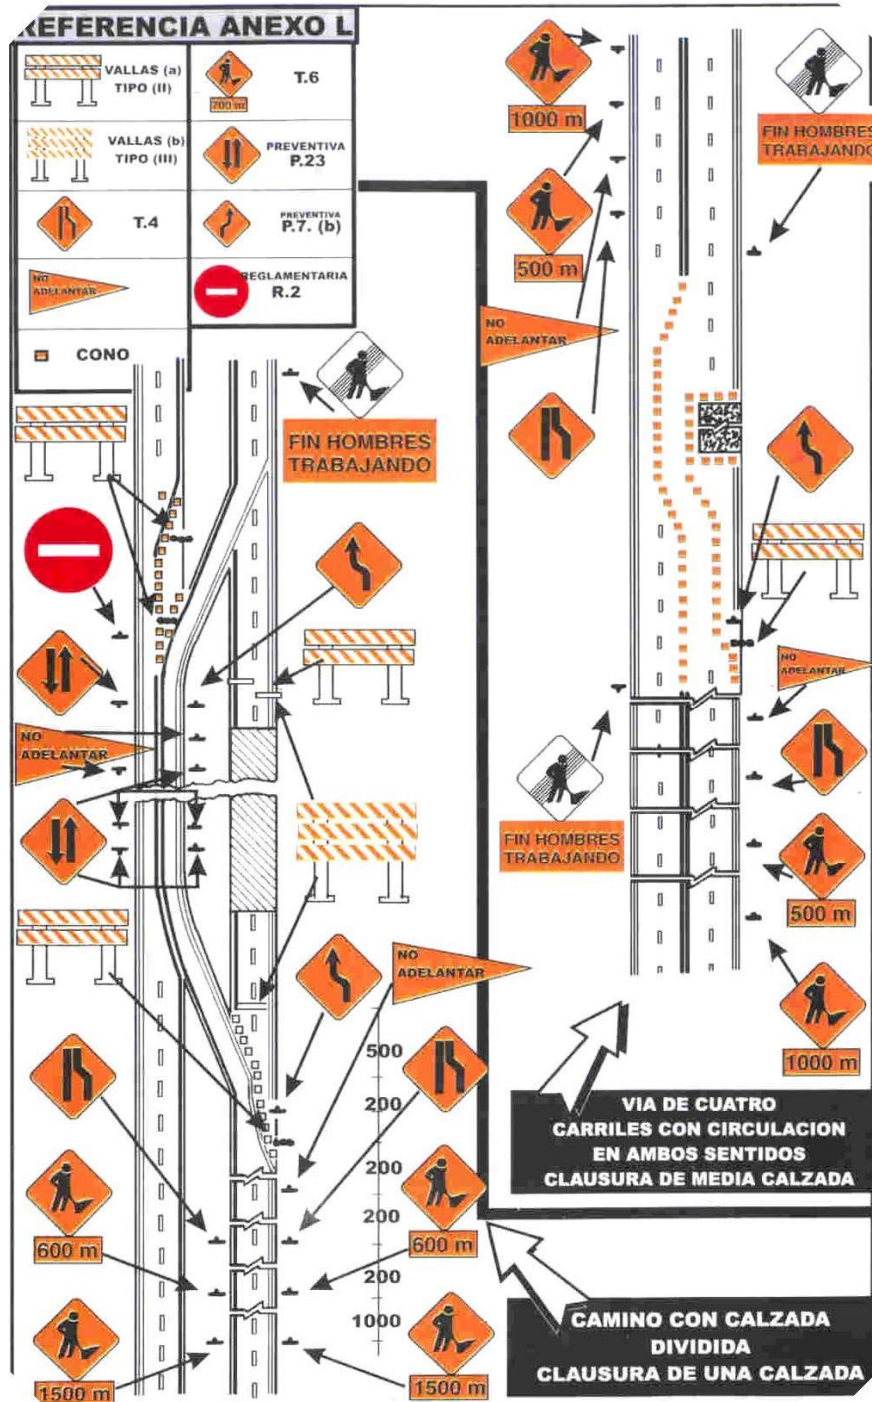 REFERENCIA ANEXO L
VALLAS (a)
TIPO (II)
T.6
200 m
VALLAS (b)
TIPO (III)
PREVENTIVA
P.23
T.4
PREVENTIVA
P.7. (b)
NO
ADELANTAR
REGLAMENTARIA
R.2
CONO
FIN HOMBRES
TRABAJANDO
NO
ADELANTAR
NO
ADELANTAR
500
200
200
200
200
1000
600 m
600 m
1500 m
1500 m
1000 m
500 m
NO
ADELANTAR
FIN HOMBRES
TRABAJANDO
NO
ADELANTAR
FIN HOMBRES
TRABAJANDO
500 m
1000 m
VIA DE CUATRO
CARRILES CON CIRCULACION
EN AMBOS SENTIDOS
CLAUSURA DE MEDIA CALZADA
CAMINO CON CALZADA
DIVIDIDA
CLAUSURA DE UNA CALZADA